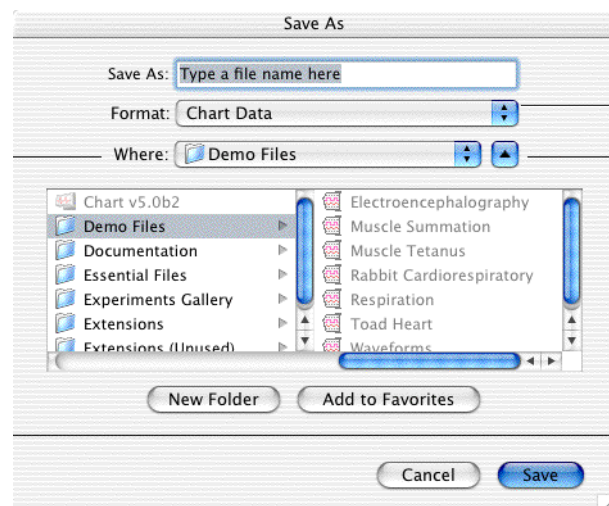 Save As
Save As: Type a file name here
Format: Chart Data
Where: Demo Files
Chart v5.0b2
Demo Files
Documentation
Essential Files
Experiments Gallery
Extensions
Extensions (Unused)
Electroencephalography
Muscle Summation
Muscle Tetanus
Rabbit Cardiorespiratory
Respiration
Toad Heart
Waveforms
New Folder Add to Favorites
Cancel Save